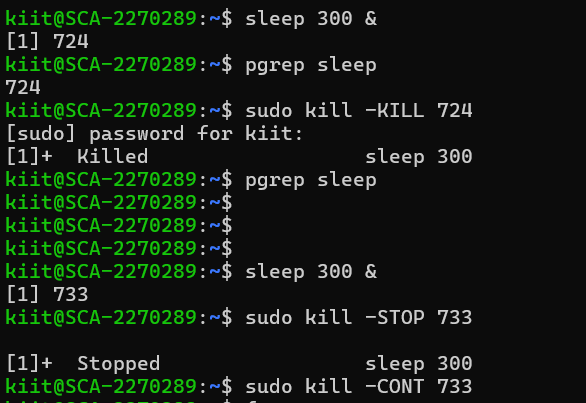 kiit@SCA-2270289:~$ sleep 300 &
[1] 724
kiit@SCA-2270289:~$ pgrep sleep
724
kiit@SCA-2270289:~$ sudo kill -KILL 724
[sudo] password for kiit:
[1]+  Killed                  sleep 300
kiit@SCA-2270289:~$ pgrep sleep
kiit@SCA-2270289:~$
kiit@SCA-2270289:~$
kiit@SCA-2270289:~$
kiit@SCA-2270289:~$ sleep 300 &
[1] 733
kiit@SCA-2270289:~$ sudo kill -STOP 733

[1]+  Stopped                 sleep 300
kiit@SCA-2270289:~$ sudo kill -CONT 733